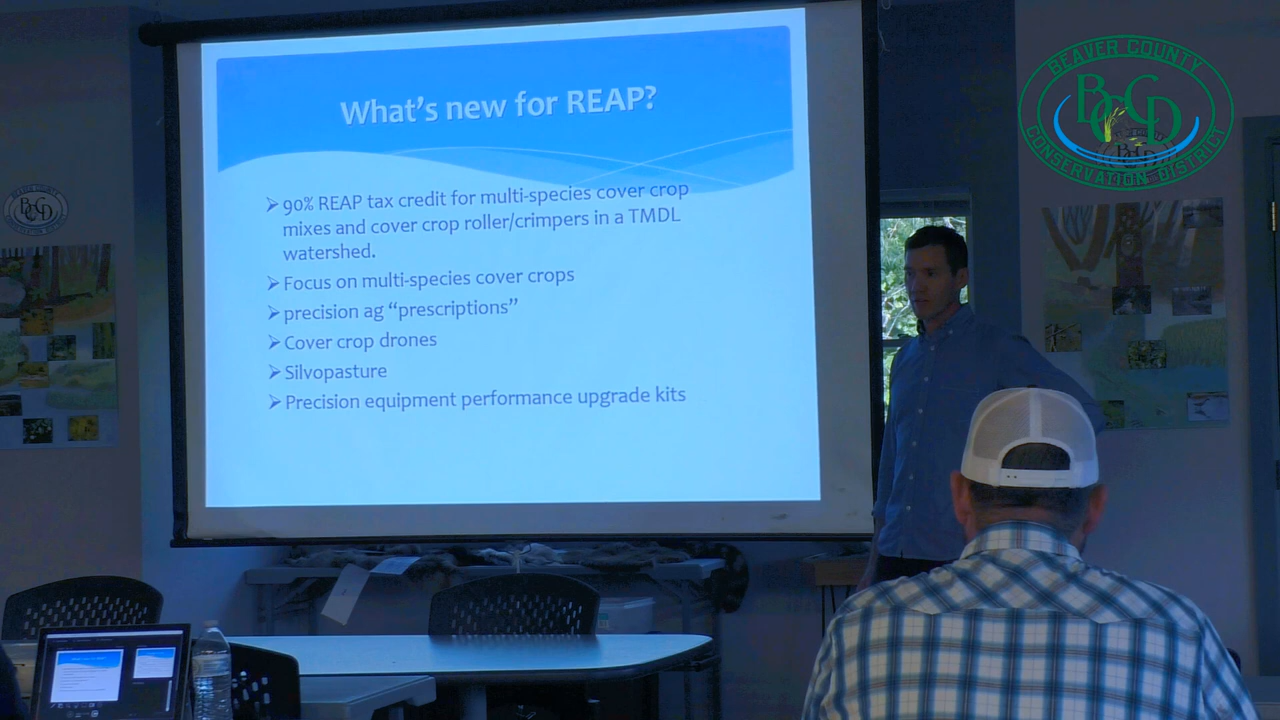 What's new for REAP?
➢ 90% REAP tax credit for multi-species cover crop
mixes and cover crop roller/crimpers in a TMDL
watershed.
➢ Focus on multi-species cover crops
➢ precision ag “prescriptions”
➢ Cover crop drones
➢ Silvopasture
➢ Precision equipment performance upgrade kits
BEAVER COUNTY
BCCD
CONSERVATION DISTRICT
BCCD